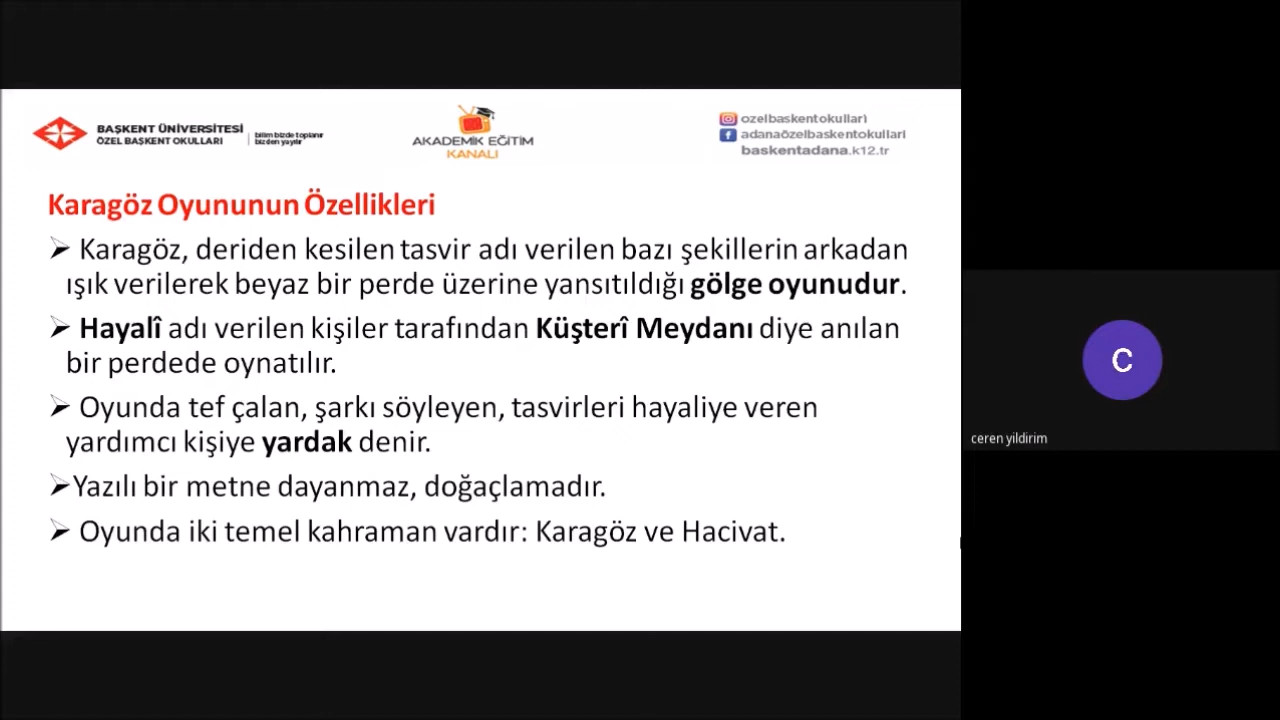 BAŞKENT ÜNİVERSİTESİ
ÖZEL BAŞKENT OKULLARI
bilim bizde toplanır
bizden yayılır
AKADEMİK EĞİTİM
KANALI
ozelbaskentokullari
adanaözelbaskentokullari
baskentadana.k12.tr
Karagöz Oyununun Özellikleri
➢ Karagöz, deriden kesilen tasvir adı verilen bazı şekillerin arkadan
ışık verilerek beyaz bir perde üzerine yansıtıldığı gölge oyunudur.
➢ Hayalî adı verilen kişiler tarafından Küşterî Meydanı diye anılan
bir perdede oynatılır.
➢ Oyunda tef çalan, şarkı söyleyen, tasvirleri hayaliye veren
yardımcı kişiye yardak denir.
➢Yazılı bir metne dayanmaz, doğaçlamadır.
➢ Oyunda iki temel kahraman vardır: Karagöz ve Hacivat.
C
ceren yildirim